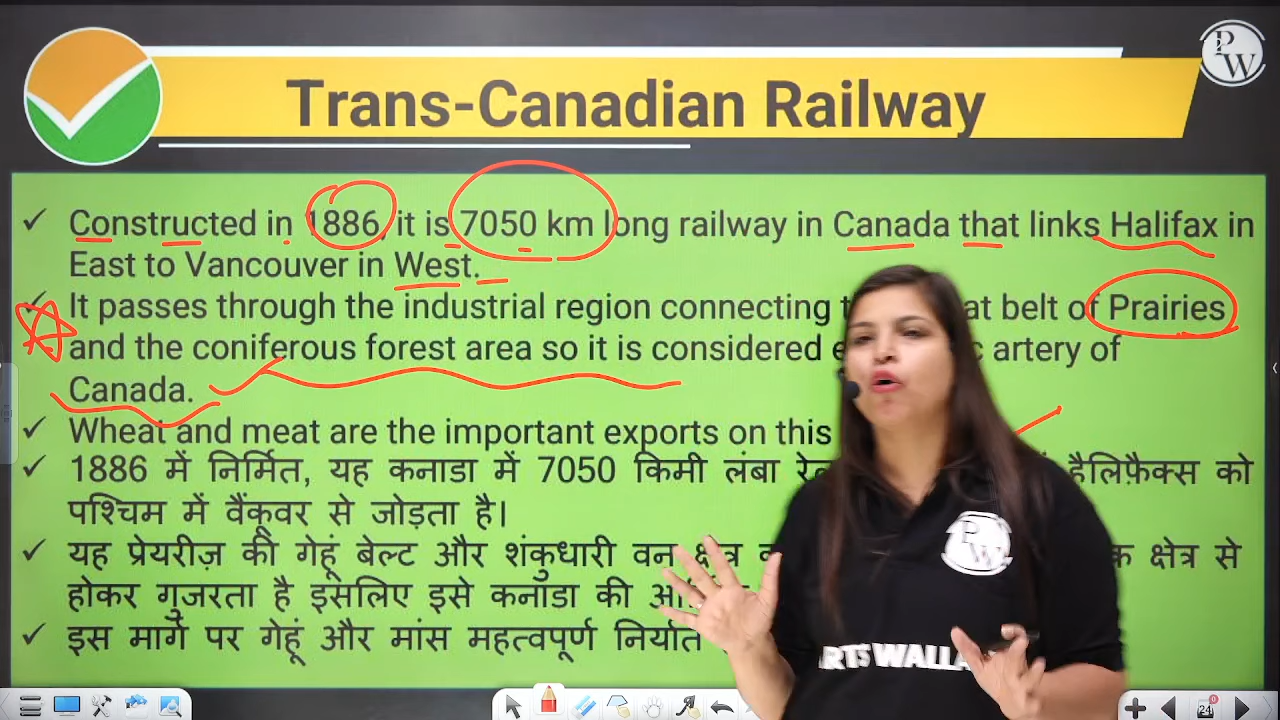 PW
Trans-Canadian Railway
Constructed in 1886, it is 7050 km long railway in Canada that links Halifax in
East to Vancouver in West.
It passes through the industrial region connecting belt of Prairies
and the coniferous forest area so it is considered artery of
Canada.
Wheat and meat are the important exports on this
1886 में निर्मित, यह कनाडा में 7050 किमी लंबा हैलिफ़ैक्स को
पश्चिम में वैंकूवर से जोड़ता है।
यह प्रेयरीज़ की गेहूं बेल्ट और शंकुधारी वन क्षेत्र क्षेत्र से
होकर गुजरता है इसलिए इसे कनाडा की
इस मार्ग पर गेहूं और मांस महत्वपूर्ण निर्यात
PW
24